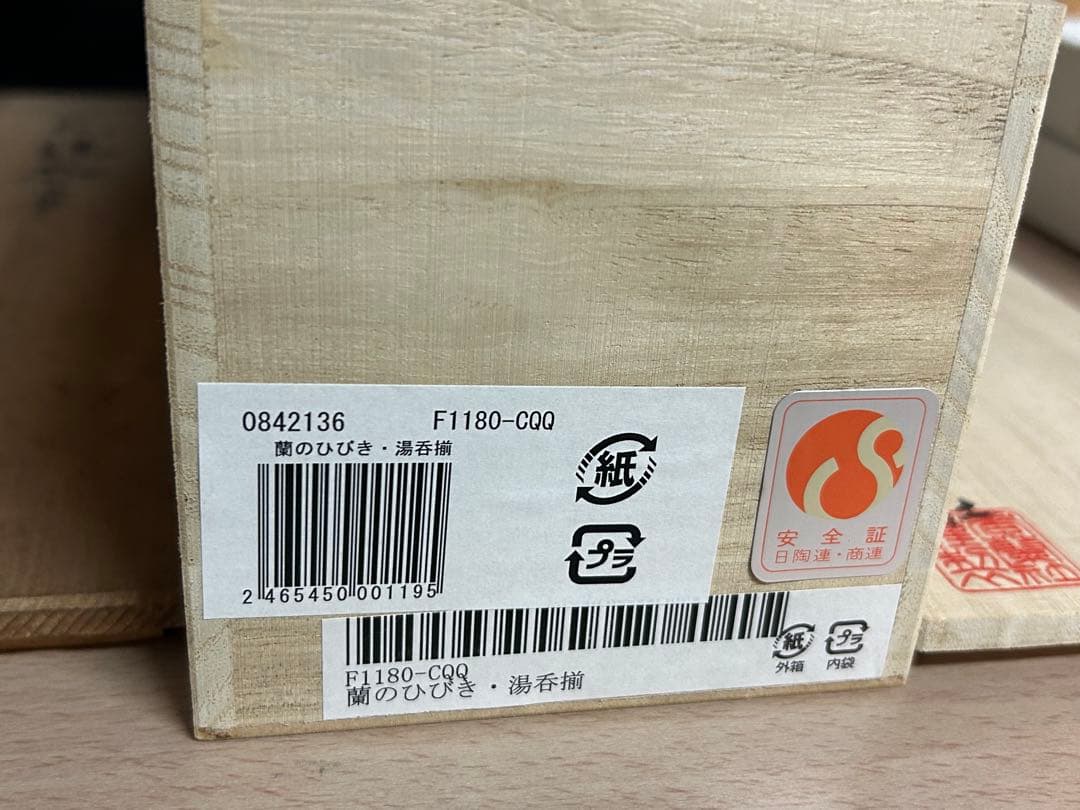 0842136 F1180-CQQ
蘭のひびき・湯呑揃
紙
プラ
2 465450 001195
安全証
日陶連・商連
F1180-CQQ
蘭のひびき・湯呑揃
紙
外箱
プラ
内袋